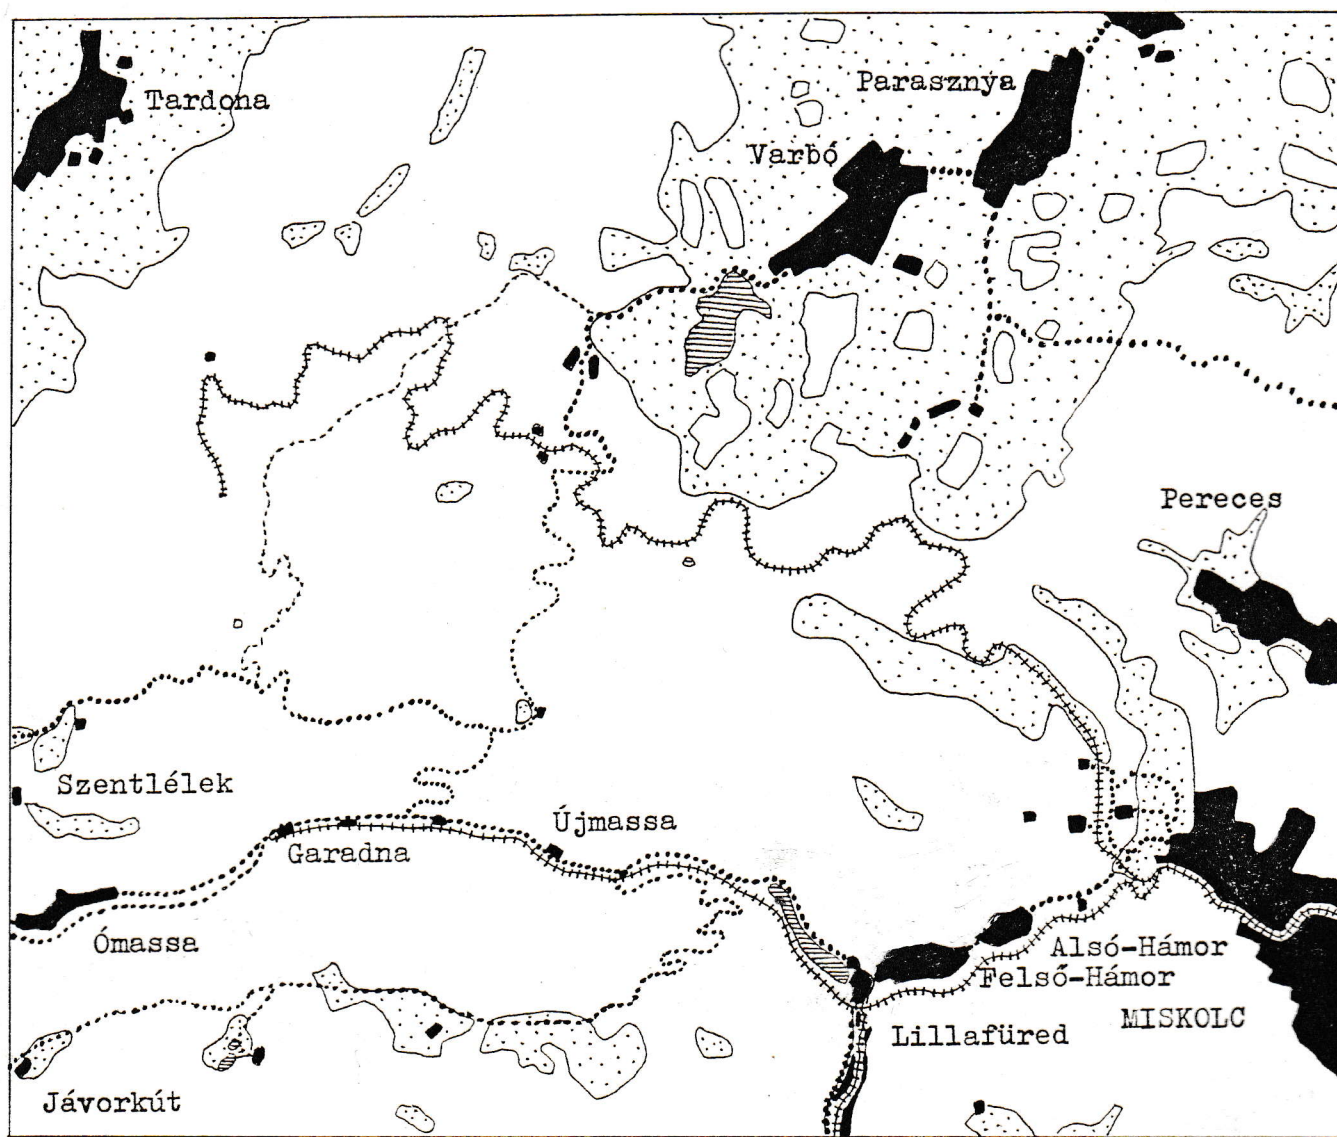 Tardona
Parasznya
Varbó
Pereces
Szentlélek
Újmassa
Garadna
Ómassa
Alsó-Hámor
Felső-Hámor
MISKOLC
Lillafüred
Jávorkút